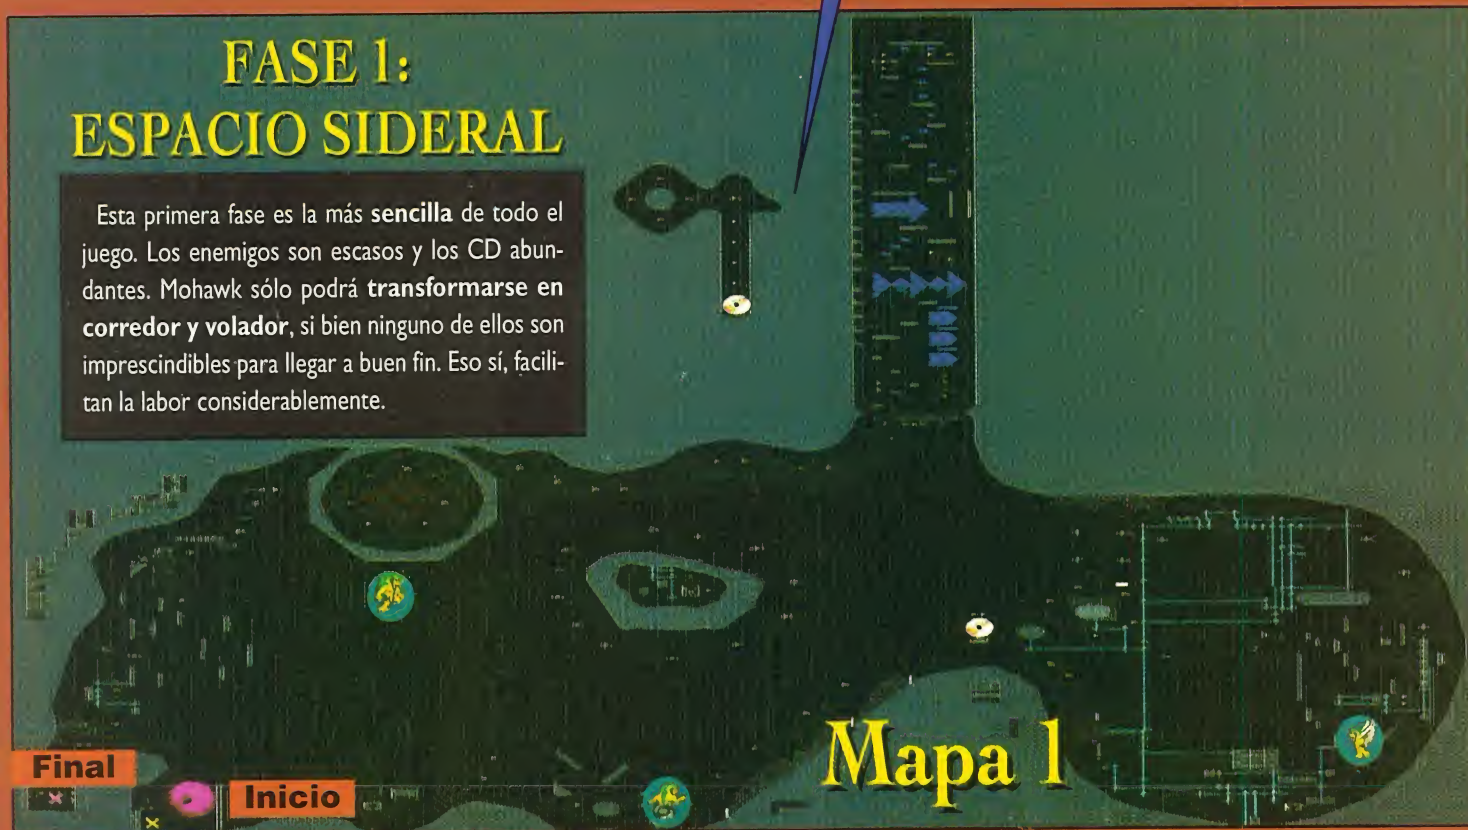 FASE 1:
ESPACIO SIDERAL
Esta primera fase es la más sencilla de todo el
juego. Los enemigos son escasos y los CD abun-
dantes. Mohawk sólo podrá transformarse en
corredor y volador, si bien ninguno de ellos son
imprescindibles para llegar a buen fin. Eso sí, facili-
tan la labor considerablemente.
Mapa 1
Final
Inicio